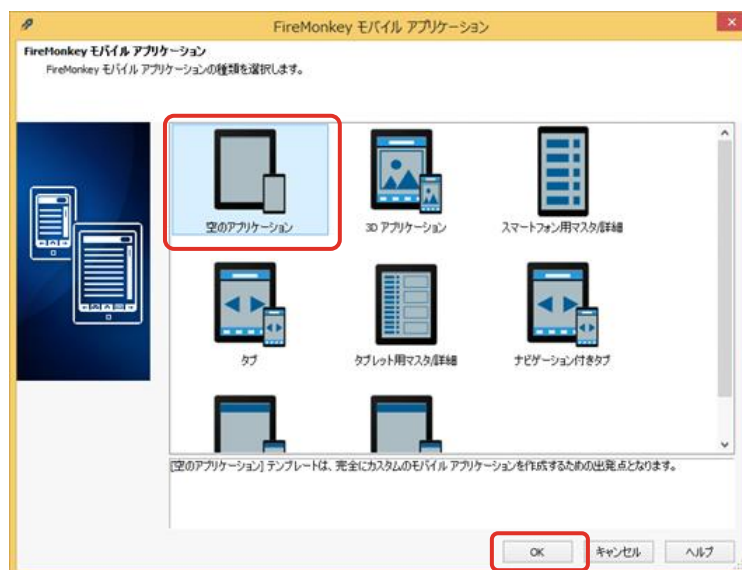 FireMonkey モバイル アプリケーション
FireMonkey モバイル アプリケーション
FireMonkey モバイル アプリケーションの種類を選択します。
空のアプリケーション
3D アプリケーション
スマートフォン用マスタ/詳細
タブ
タブレット用マスタ/詳細
ナビゲーション付きタブ
[空のアプリケーション] テンプレートは、完全にカスタムのモバイル アプリケーションを作成するための出発点となります。
OK
キャンセル
ヘルプ